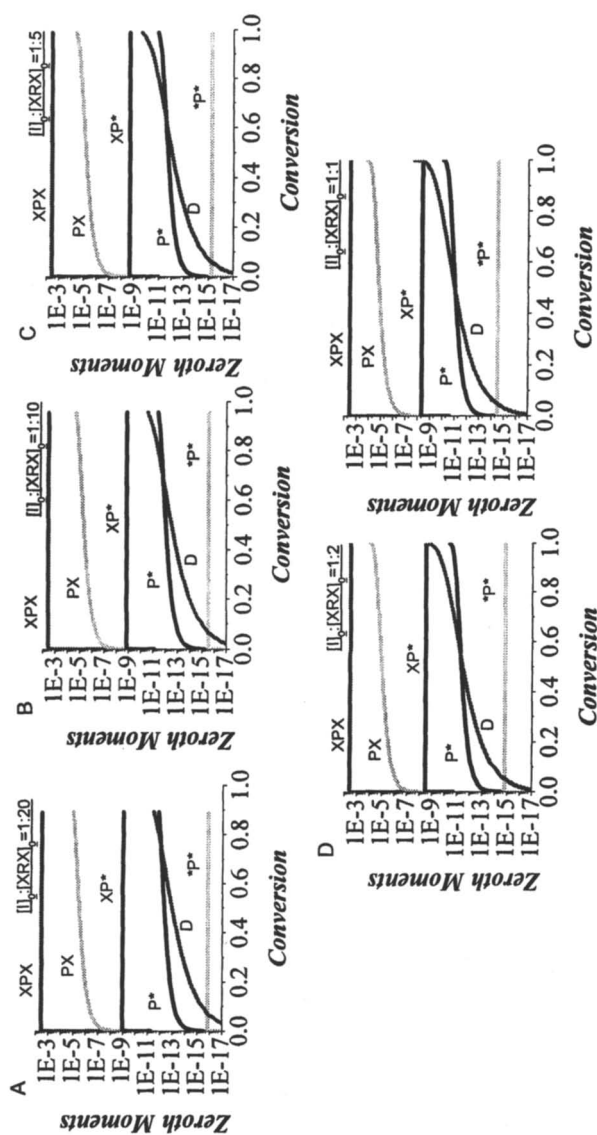 A
[I]₀:[XRX]₀=1:20
Zeroth Moments
1E-3
1E-5
1E-7
1E-9
1E-11
1E-13
1E-15
1E-17
XPX
PX
XP*
P*
D
*P*
0.0 0.2 0.4 0.6 0.8
Conversion
B
[I]₀:[XRX]₀=1:10
Zeroth Moments
1E-3
1E-5
1E-7
1E-9
1E-11
1E-13
1E-15
1E-17
XPX
PX
XP*
P*
D
*P*
0.0 0.2 0.4 0.6 0.8
Conversion
C
[I]₀:[XRX]₀=1:5
Zeroth Moments
1E-3
1E-5
1E-7
1E-9
1E-11
1E-13
1E-15
1E-17
XPX
PX
XP*
P*
D
*P*
0.0 0.2 0.4 0.6 0.8 1.0
Conversion
D
[I]₀:[XRX]₀=1:2
Zeroth Moments
1E-3
1E-5
1E-7
1E-9
1E-11
1E-13
1E-15
1E-17
XPX
PX
XP*
P*
D
*P*
0.0 0.2 0.4 0.6 0.8 1.0
Conversion
[I]₀:[XRX]₀=1:1
Zeroth Moments
1E-3
1E-5
1E-7
1E-9
1E-11
1E-13
1E-15
1E-17
XPX
PX
XP*
P*
D
*P*
0.0 0.2 0.4 0.6 0.8 1.0
Conversion